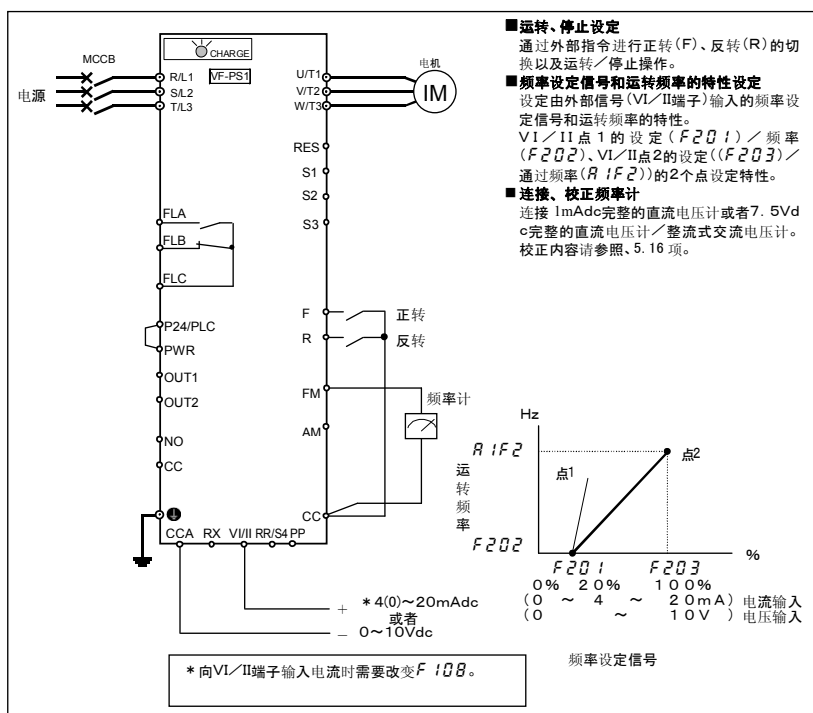 CHARGE
MCCB
R/L1
VF-PS1
U/T1
电机
电源
S/L2
V/T2
IM
T/L3
W/T3
RES
S1
S2
S3
FLA
FLB
FLC
F
正转
P24/PLC
R
反转
PWR
OUT1
OUT2
FM
频率计
AM
NO
CC
CC
CCA RX VI/II RR/S4 PP
+ *4(0)~20mAdc
或者
− 0~10Vdc
*向VI/II端子输入电流时需要改变F108。
■运转、停止设定
通过外部指令进行正转(F)、反转(R)的切
换以及运转/停止操作。
■频率设定信号和运转频率的特性设定
设定由外部信号(VI/II端子)输入的频率设
定信号和运转频率的特性。
VI/II点1的设定(F201)/频率
(F202)、VI/II点2的设定((F203)/
通过频率(A1F2))的2个点设定特性。
■连接、校正频率计
连接 1mAdc完整的直流电压计或者7.5Vd
c完整的直流电压计/整流式交流电压计。
校正内容请参照、5.16 项。
Hz
A1F2
点2
运转频率
点1
F202
%
F201 F203
0% 20% 100%
(0 ~ 4 ~ 20mA) 电流输入
(0 ~ 10V) 电压输入
频率设定信号